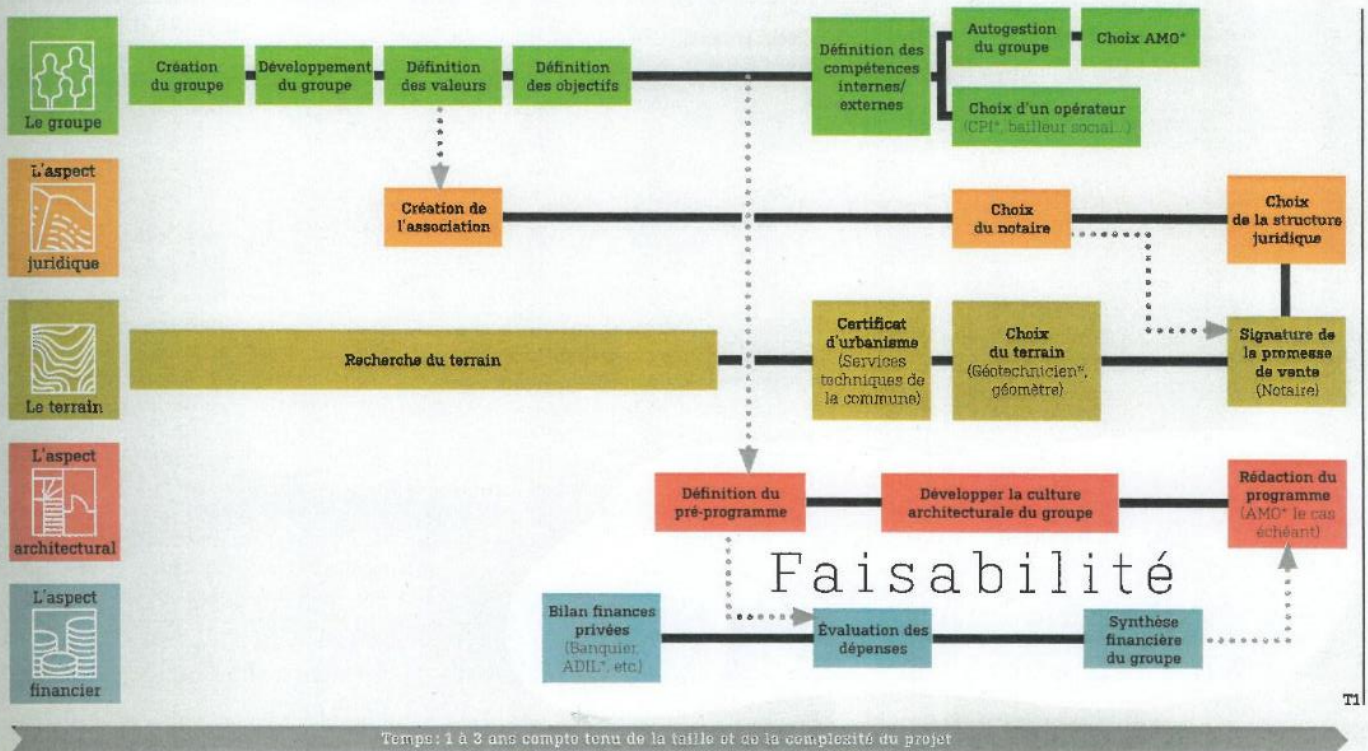 Le groupe
Création
du groupe
Développement
du groupe
Définition
des valeurs
Définition
des objectifs
Définition des
compétences
internes/
externes
Autogestion
du groupe
Choix AMO*
Choix d'un opérateur
(CPI*, bailleur social...)
L'aspect
juridique
Création de
l'association
Choix
du notaire
Choix
de la structure
juridique
Le terrain
Recherche du terrain
Certificat
d'urbanisme
(Services
techniques de
la commune)
Choix
du terrain
(Géotechnicien*,
géomètre)
Signature de
la promesse
de vente
(Notaire)
L'aspect
architectural
Définition du
pré-programme
Développer la culture
architecturale du groupe
Rédaction du
programme
(AMO* le cas
échéant)
Faisabilité
L'aspect
financier
Bilan finances
privées
(Banquier,
ADIL*, etc.)
Évaluation des
dépenses
Synthèse
financière
du groupe
T1
Temps : 1 à 3 ans compte tenu de la taille et de la complexité du projet